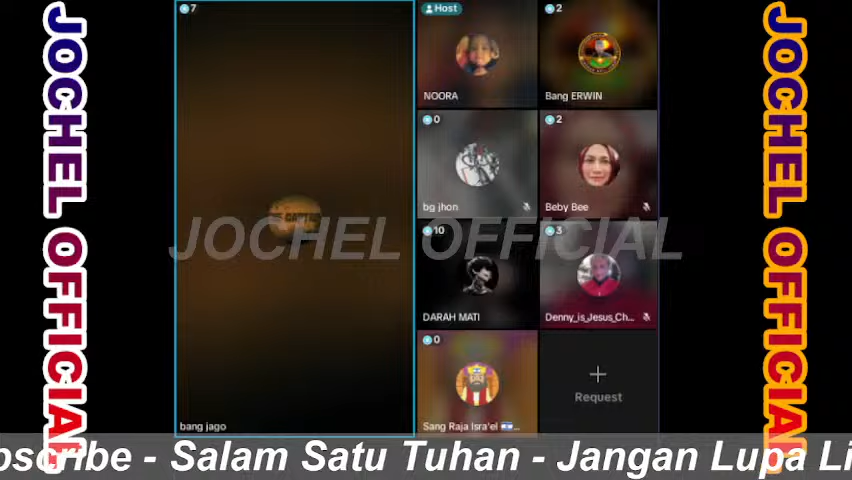 JOCHEL OFFICIAL
7
bang jago
Host
NOORA
2
Bang ERWIN
0
bg jhon
2
Beby Bee
10
DARAH MATI
3
Denny_is_Jesus_Ch...
0
Sang Raja Isra'el 🇮🇱...
Request
JOCHEL OFFICIAL
JOCHEL OFFICIAL
bscribe - Salam Satu Tuhan - Jangan Lupa Li